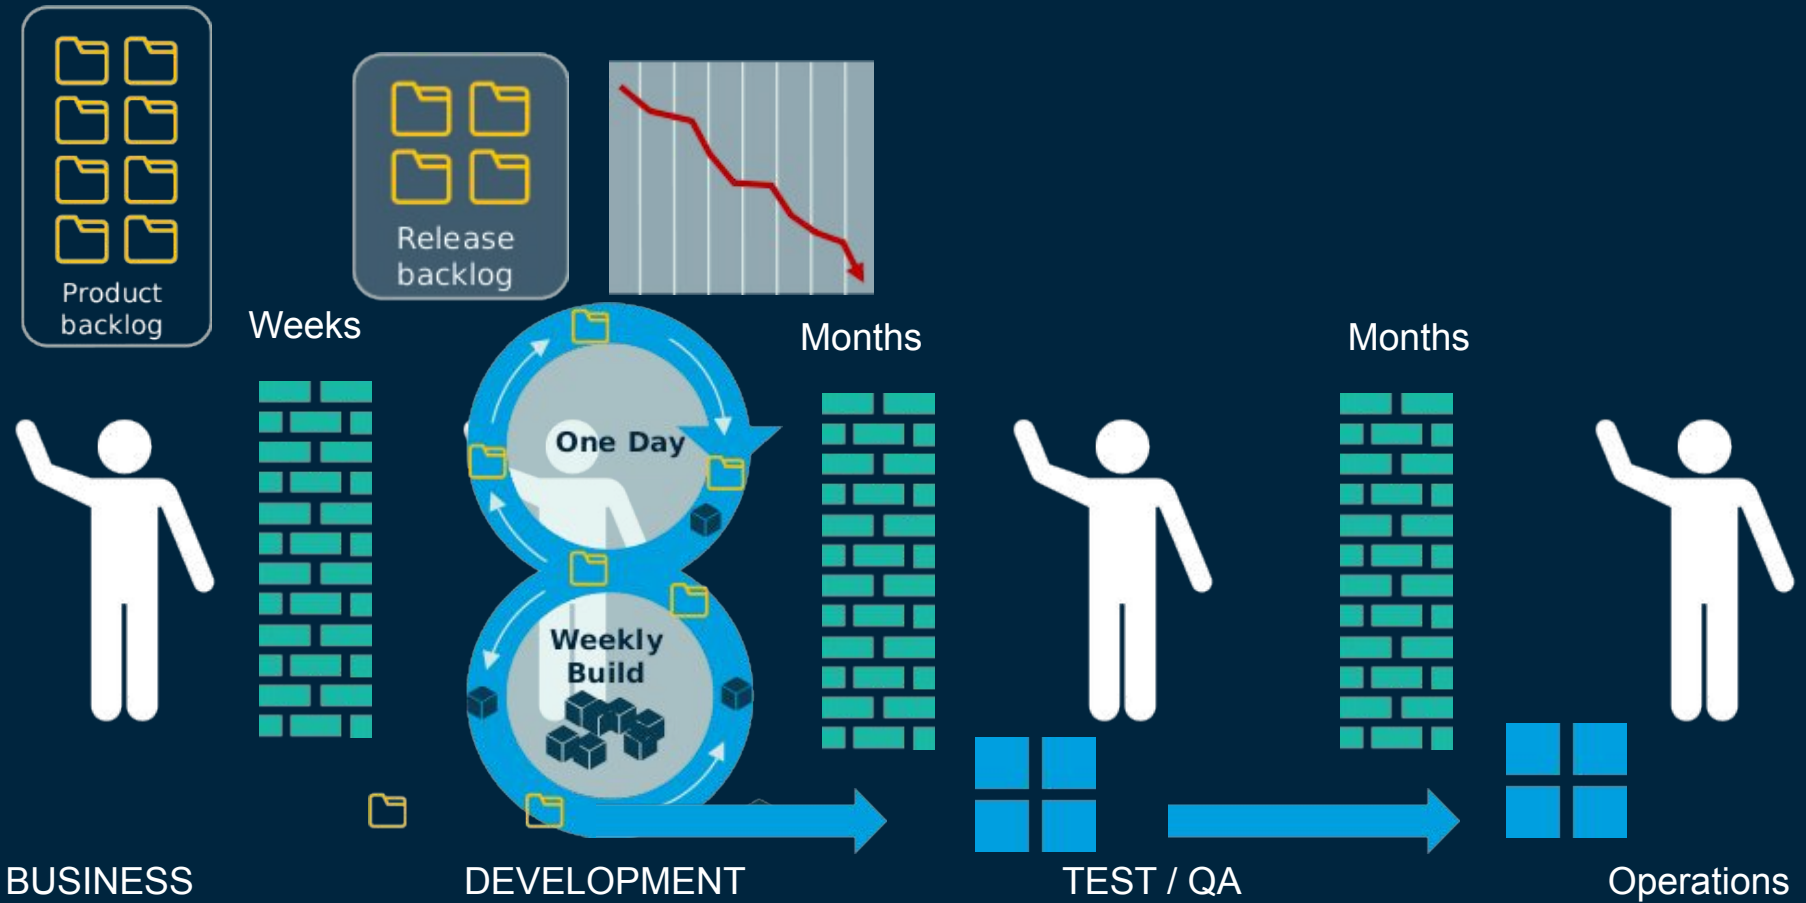 Product
backlog
Release
backlog
Weeks
Months
Months
One Day
Weekly
Build
BUSINESS
DEVELOPMENT
TEST / QA
Operations